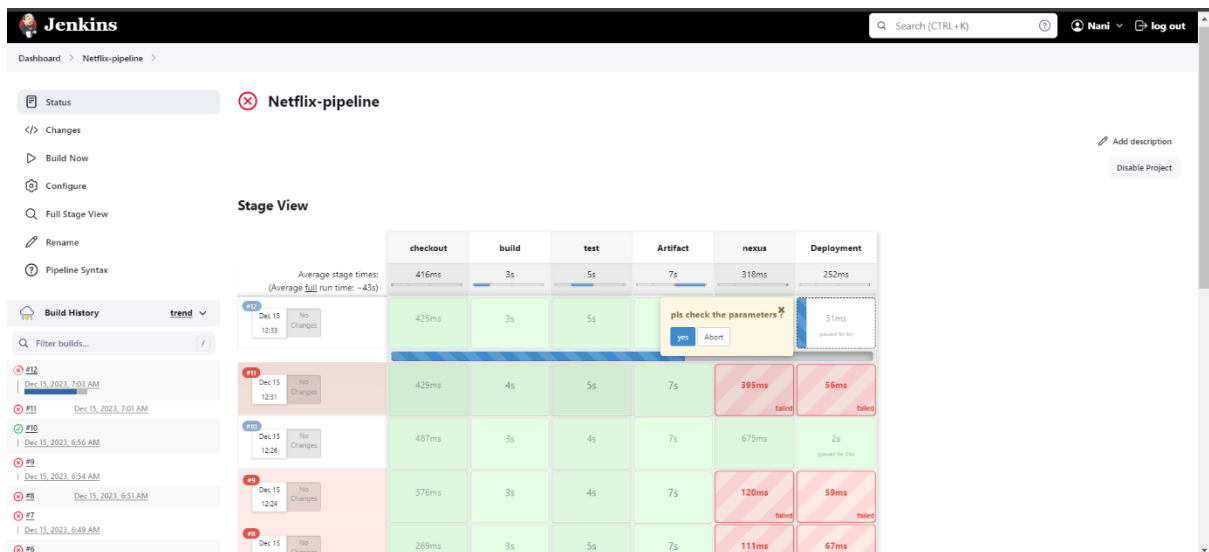 Jenkins
Search (CTRL+K)
Nani
log out
Dashboard > Netflix-pipeline >
Status
Changes
Build Now
Configure
Full Stage View
Rename
Pipeline Syntax
Build History
trend
Filter builds...
/
#12
Dec 15, 2023, 7:03 AM
#11 Dec 15, 2023, 7:01 AM
#10
Dec 15, 2023, 6:56 AM
#9
Dec 15, 2023, 6:54 AM
#8 Dec 15, 2023, 6:51 AM
#7
Dec 15, 2023, 6:49 AM
#6
Netflix-pipeline
Add description
Disable Project
Stage View
checkout build test Artifact nexus Deployment
Average stage times: 416ms 3s 5s 7s 318ms 252ms
(Average full run time: ~43s)
#12
Dec 15
12:33
No
Changes
425ms 3s 5s
pls check the parameters ?
yes Abort
31ms
(paused for 6s)
#11
Dec 15
12:31
No
Changes
429ms 4s 5s 7s 395ms 56ms
failed failed
#10
Dec 15
12:26
No
Changes
487ms 3s 4s 7s 675ms 2s
#9
Dec 15
12:24
No
Changes
376ms 3s 4s 7s 120ms 59ms
failed failed
#8
Dec 15
No
Changes
269ms 3s 5s 7s 111ms 67ms